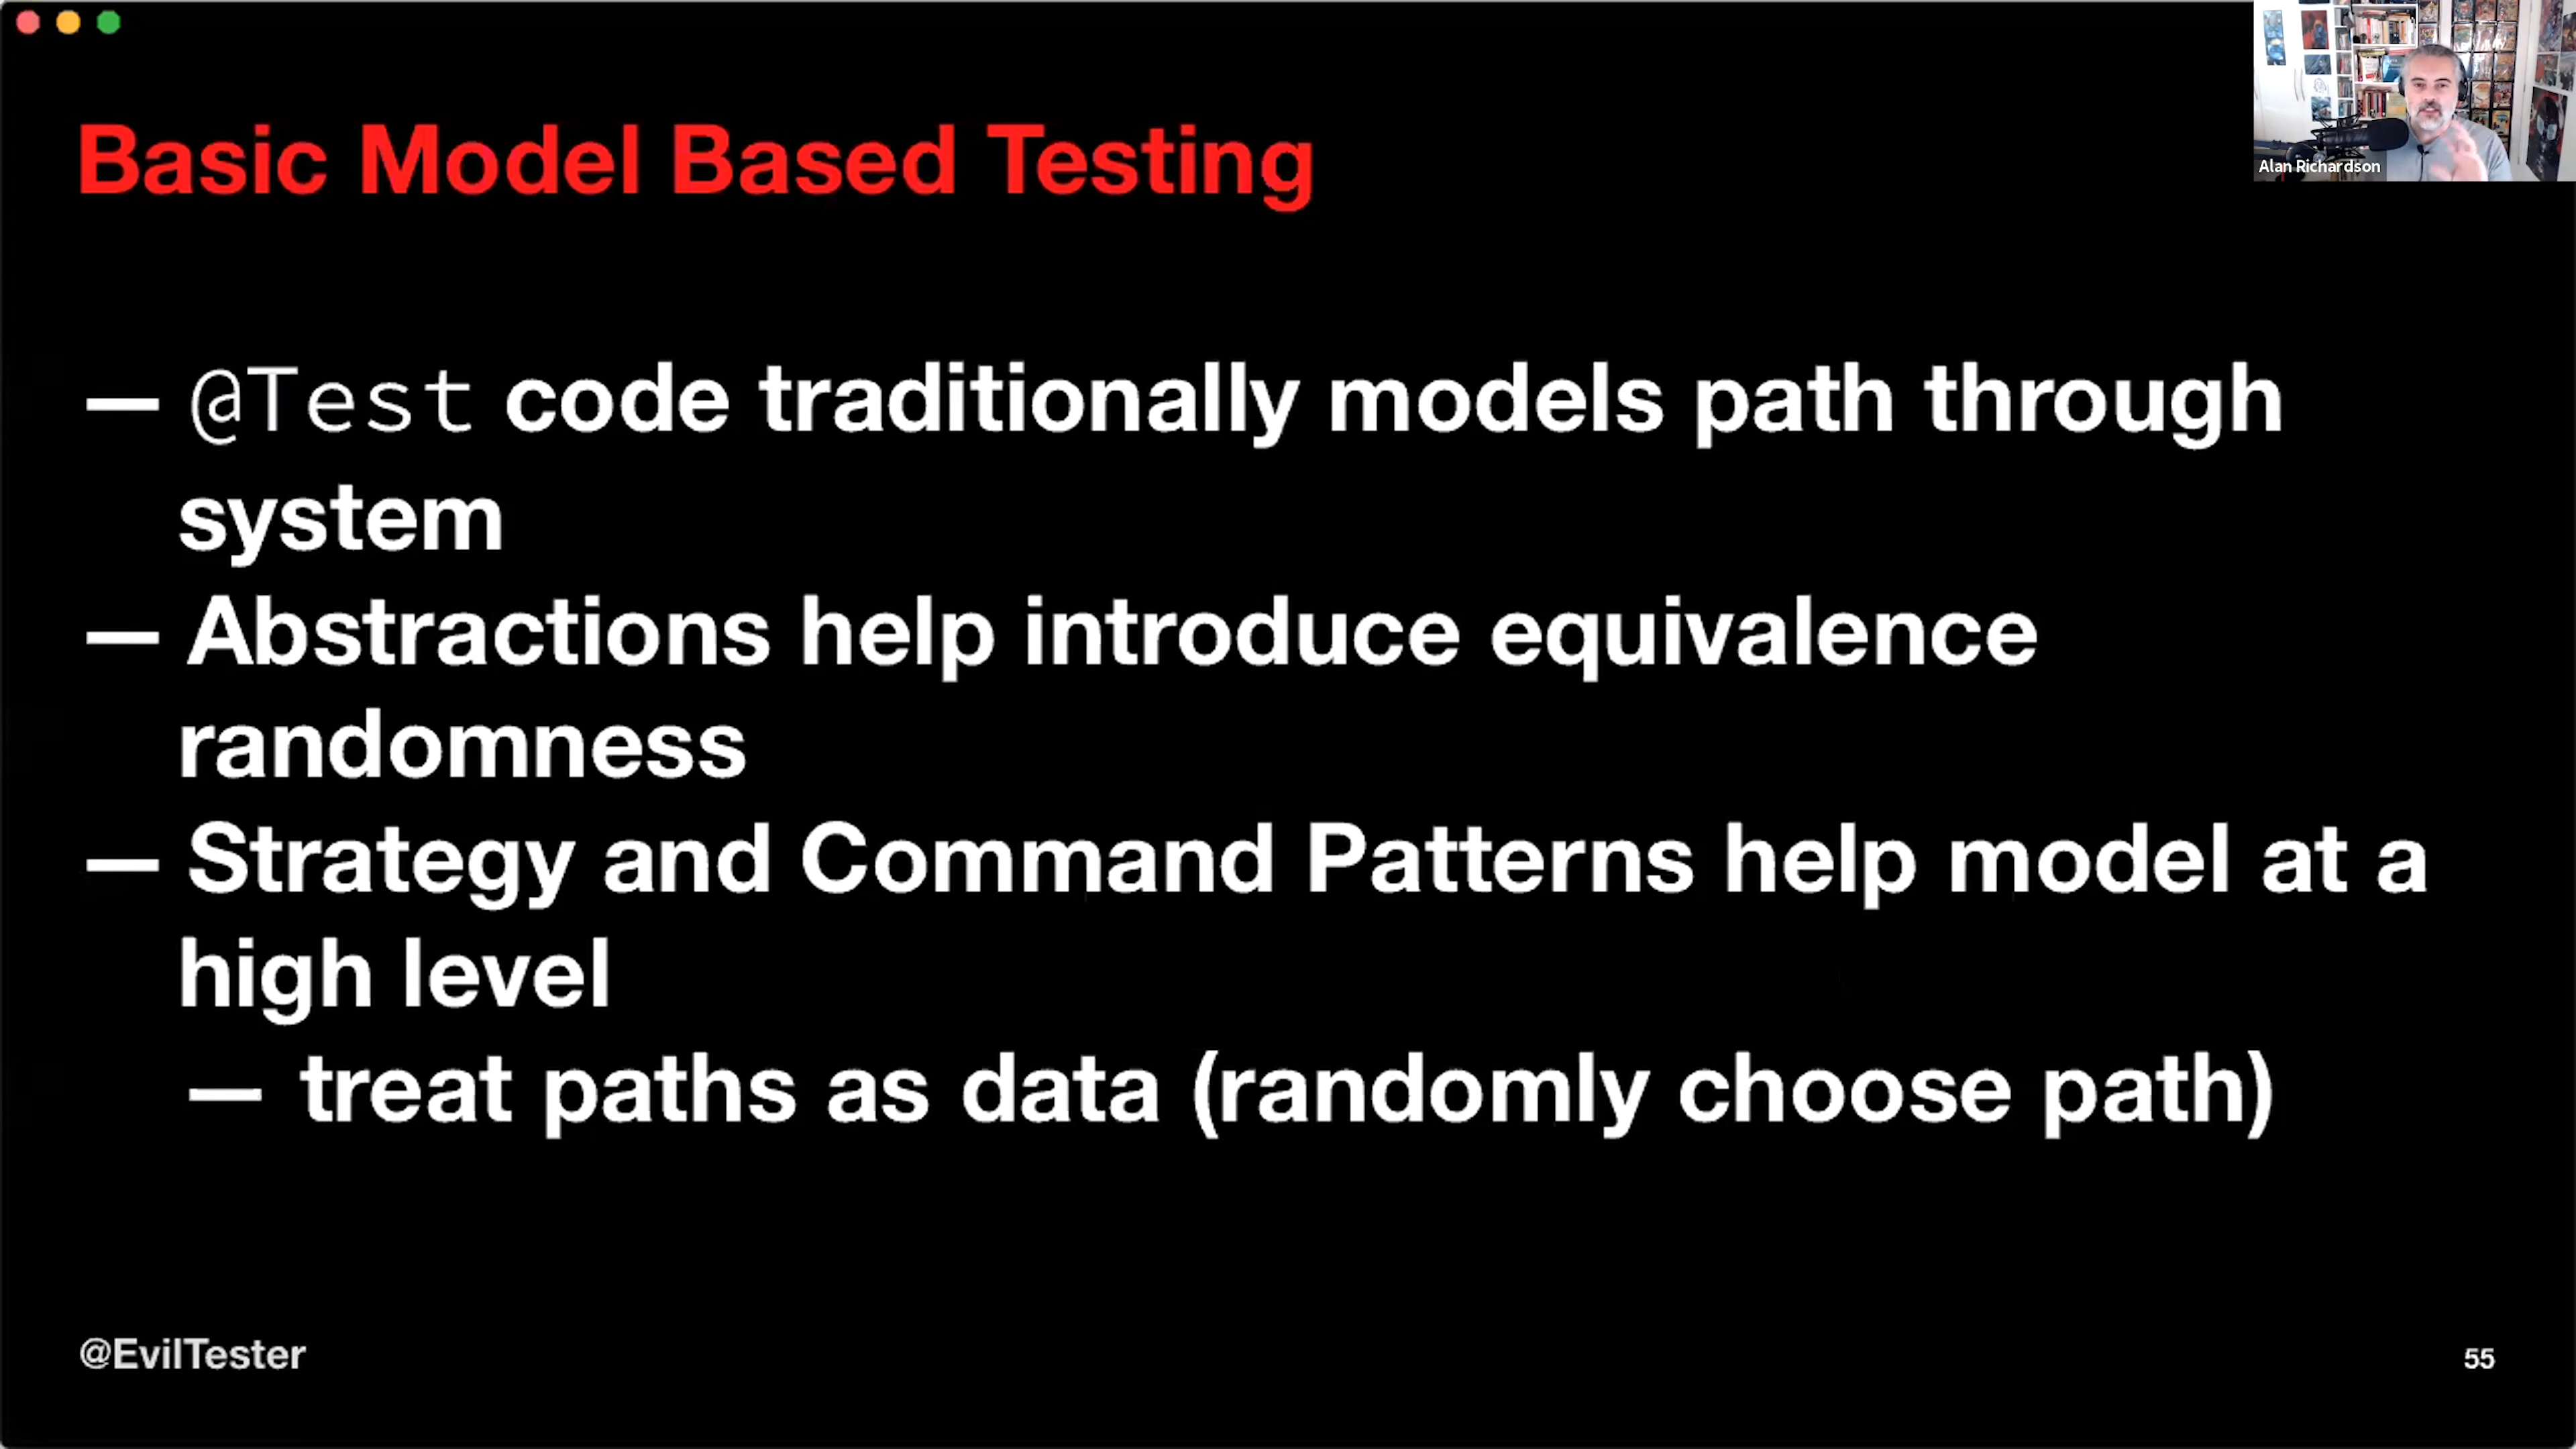 Alan Richardson
Basic Model Based Testing
— @Test code traditionally models path through
system
— Abstractions help introduce equivalence
randomness
— Strategy and Command Patterns help model at a
high level
— treat paths as data (randomly choose path)
@EvilTester
55